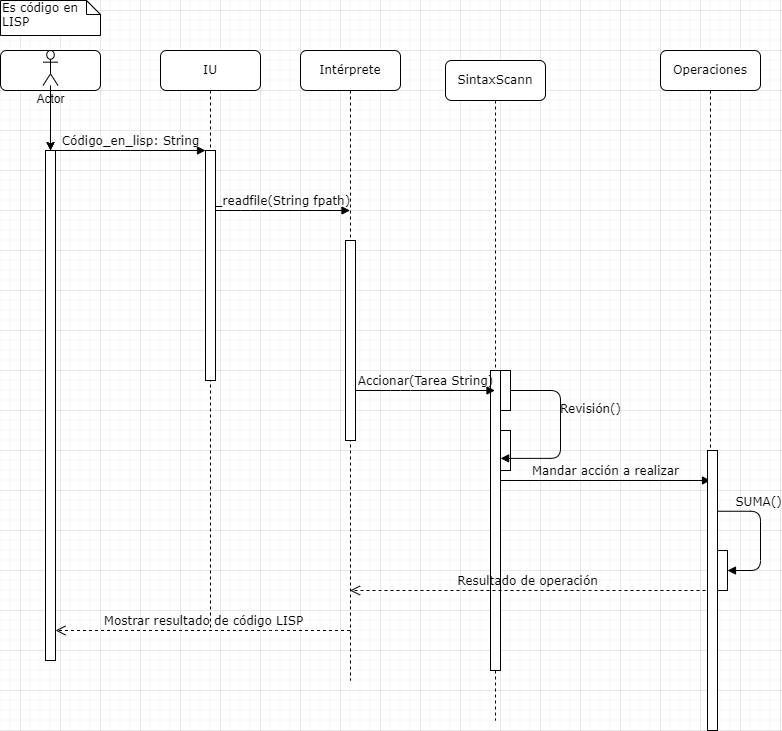 Es código en
LISP
Actor
IU
Intérprete
SintaxScann
Operaciones
Código_en_lisp: String
_readfile(String fpath)
Accionar(Tarea String)
Revisión()
Mandar acción a realizar
SUMA()
Resultado de operación
Mostrar resultado de código LISP